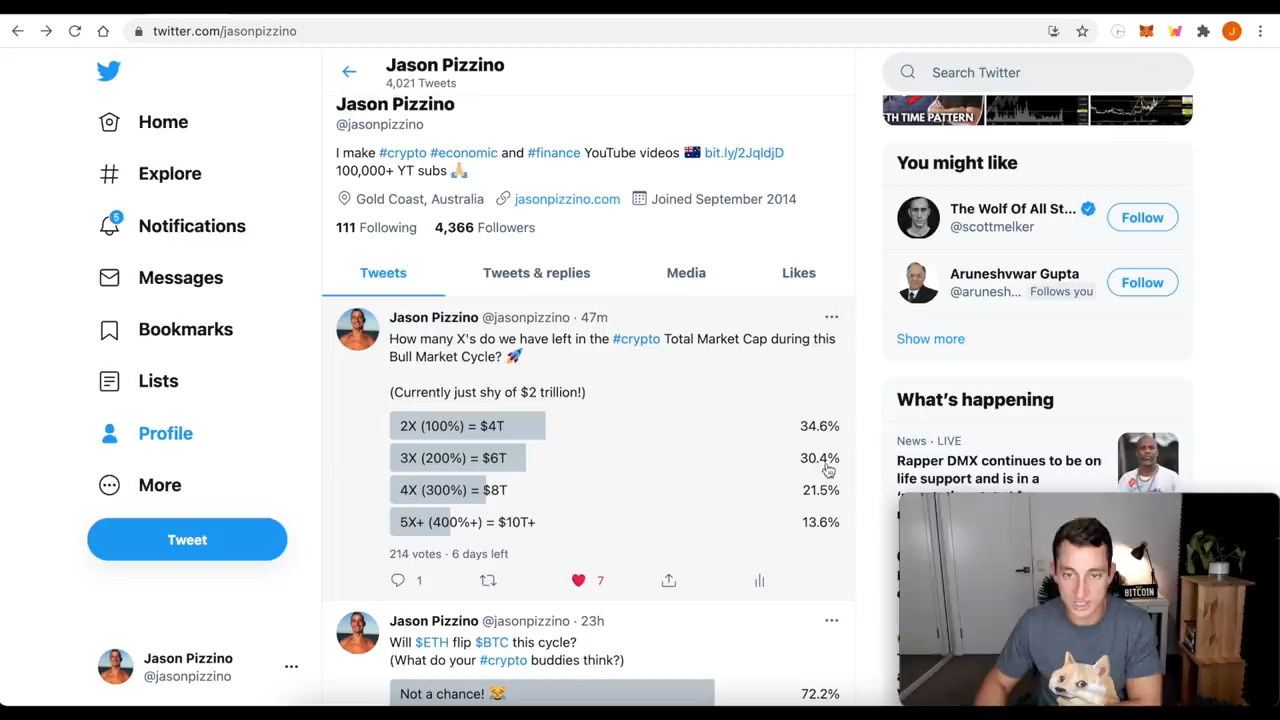 twitter.com/jasonpizzino
J
Jason Pizzino
4,021 Tweets
Jason Pizzino
@jasonpizzino
I make #crypto #economic and #finance YouTube videos 🇦🇺 bit.ly/2JqldjD
100,000+ YT subs 🙏🏼
Gold Coast, Australia jasonpizzino.com Joined September 2014
111 Following 4,366 Followers
Tweets Tweets & replies Media Likes
Jason Pizzino @jasonpizzino · 47m
How many X's do we have left in the #crypto Total Market Cap during this
Bull Market Cycle? 🚀
(Currently just shy of $2 trillion!)
2X (100%) = $4T 34.6%
3X (200%) = $6T 30.4%
4X (300%) = $8T 21.5%
5X+ (400%+) = $10T+ 13.6%
214 votes · 6 days left
1 7
Jason Pizzino @jasonpizzino · 23h
Will $ETH flip $BTC this cycle?
(What do your #crypto buddies think?)
Not a chance! 😹 72.2%
Home
Explore
5
Notifications
Messages
Bookmarks
Lists
Profile
More
Tweet
Jason Pizzino
@jasonpizzino
Search Twitter
TH TIME PATTERN
You might like
The Wolf Of All St...
@scottmelker
Follow
Aruneshvwar Gupta
@arunesh... Follows you
Follow
Show more
What's happening
News · LIVE
Rapper DMX continues to be on
life support and is in a
BITCOIN